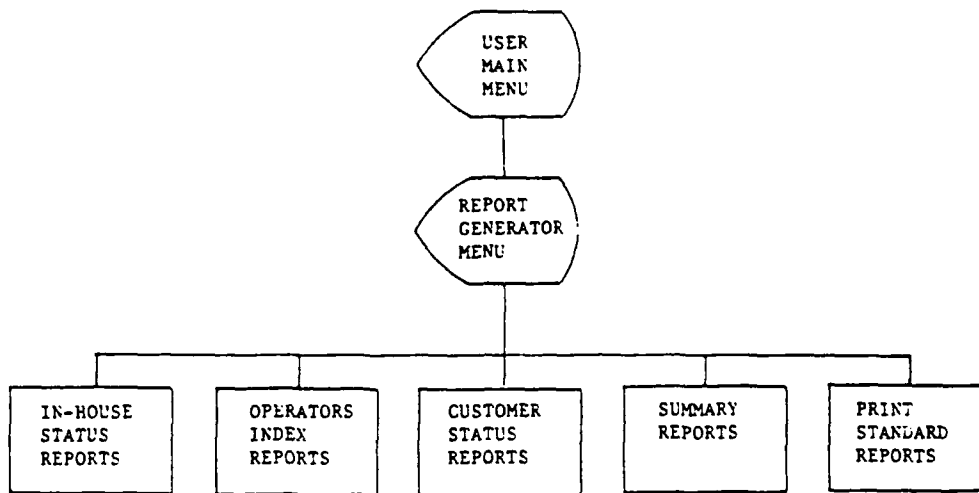 USER
MAIN
MENU
REPORT
GENERATOR
MENU
IN-HOUSE
STATUS
REPORTS
OPERATORS
INDEX
REPORTS
CUSTOMER
STATUS
REPORTS
SUMMARY
REPORTS
PRINT
STANDARD
REPORTS